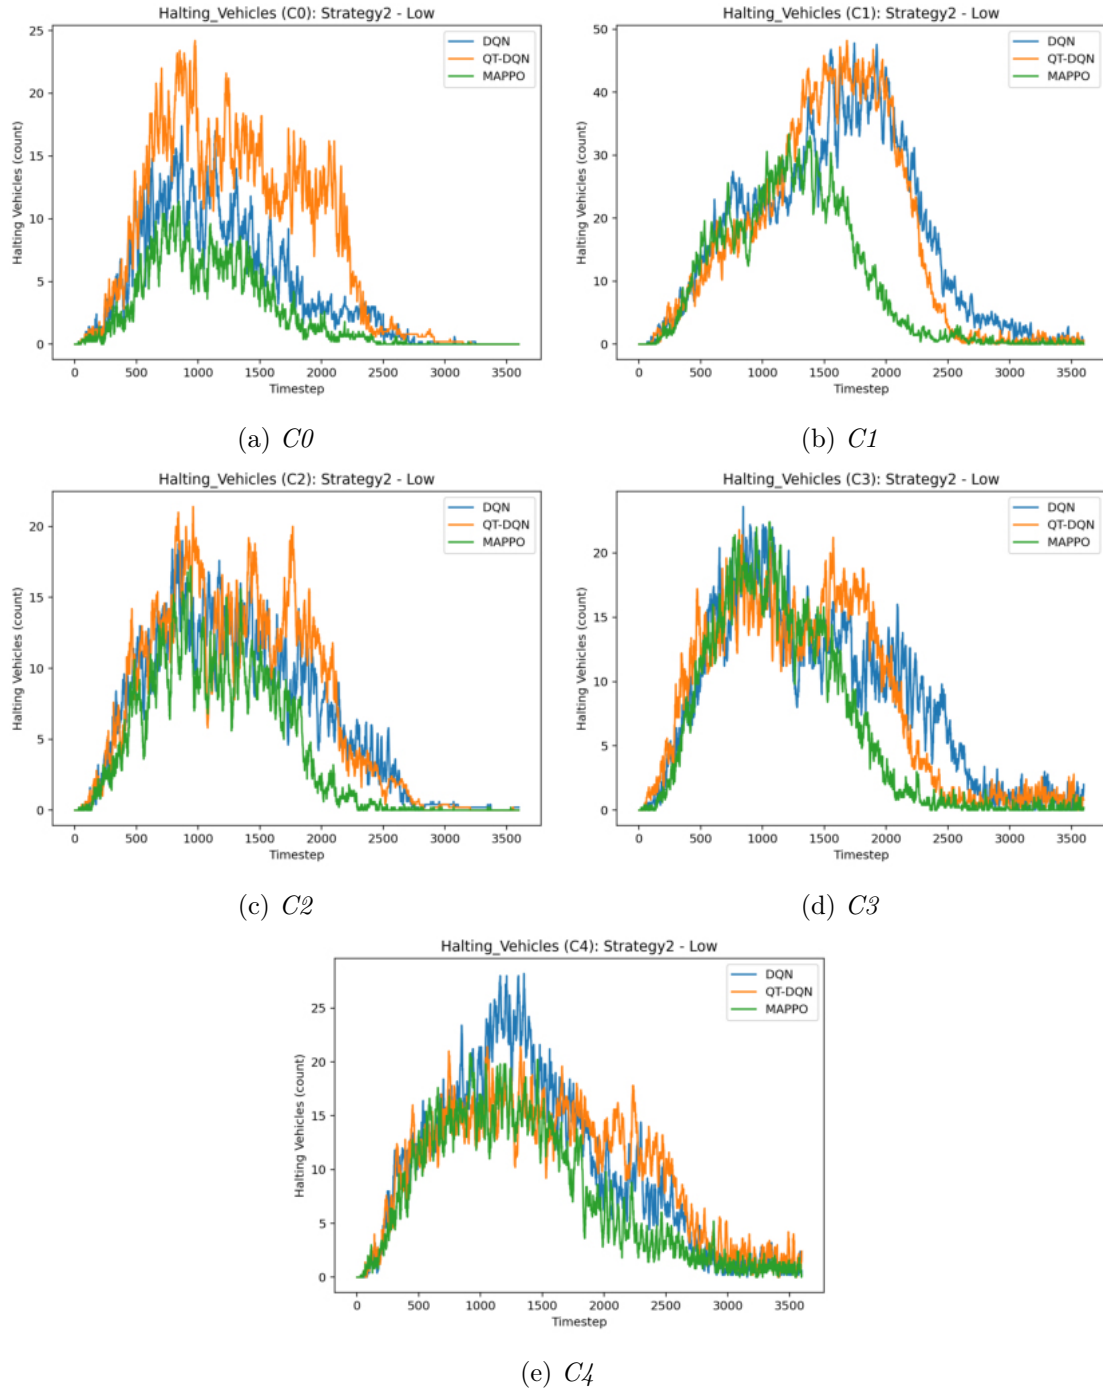 Halting_Vehicles (C0): Strategy2 - Low
DQN
QT-DQN
MAPPO
Halting Vehicles (count)
25
20
15
10
5
0
0 500 1000 1500 2000 2500 3000 3500
Timestep
(a) C0
Halting_Vehicles (C1): Strategy2 - Low
DQN
QT-DQN
MAPPO
Halting Vehicles (count)
50
40
30
20
10
0
0 500 1000 1500 2000 2500 3000 3500
Timestep
(b) C1
Halting_Vehicles (C2): Strategy2 - Low
DQN
QT-DQN
MAPPO
Halting Vehicles (count)
20
15
10
5
0
0 500 1000 1500 2000 2500 3000 3500
Timestep
(c) C2
Halting_Vehicles (C3): Strategy2 - Low
DQN
QT-DQN
MAPPO
Halting Vehicles (count)
20
15
10
5
0
0 500 1000 1500 2000 2500 3000 3500
Timestep
(d) C3
Halting_Vehicles (C4): Strategy2 - Low
DQN
QT-DQN
MAPPO
Halting Vehicles (count)
25
20
15
10
5
0
0 500 1000 1500 2000 2500 3000 3500
Timestep
(e) C4